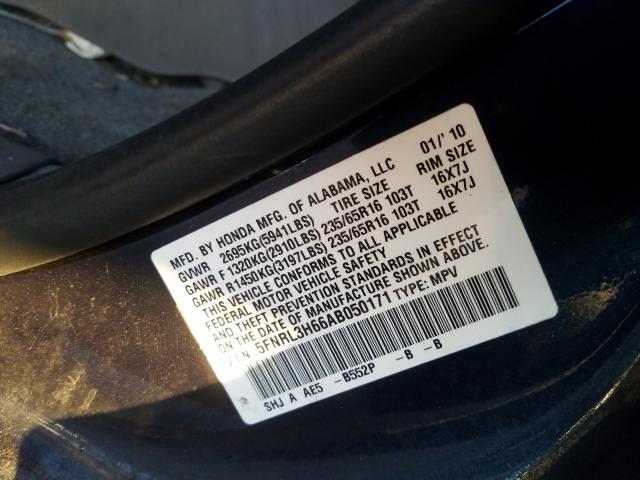 MFD. BY HONDA MFG. OF ALABAMA, LLC 01/'10
GVWR 2695KG(5941LBS) TIRE SIZE RIM SIZE
GAWR F 1320KG(2910LBS) 235/65R16 103T 16X7J
GAWR R 1450KG(3197LBS) 235/65R16 103T 16X7J
THIS VEHICLE CONFORMS TO ALL APPLICABLE
FEDERAL MOTOR VEHICLE SAFETY
AND THEFT PREVENTION STANDARDS IN EFFECT
ON THE DATE OF MANUFACTURE SHOWN ABOVE.
V.I.N: 5FNRL3H66AB050171 TYPE: MPV
SHJ A AE5 -B552P -B -B